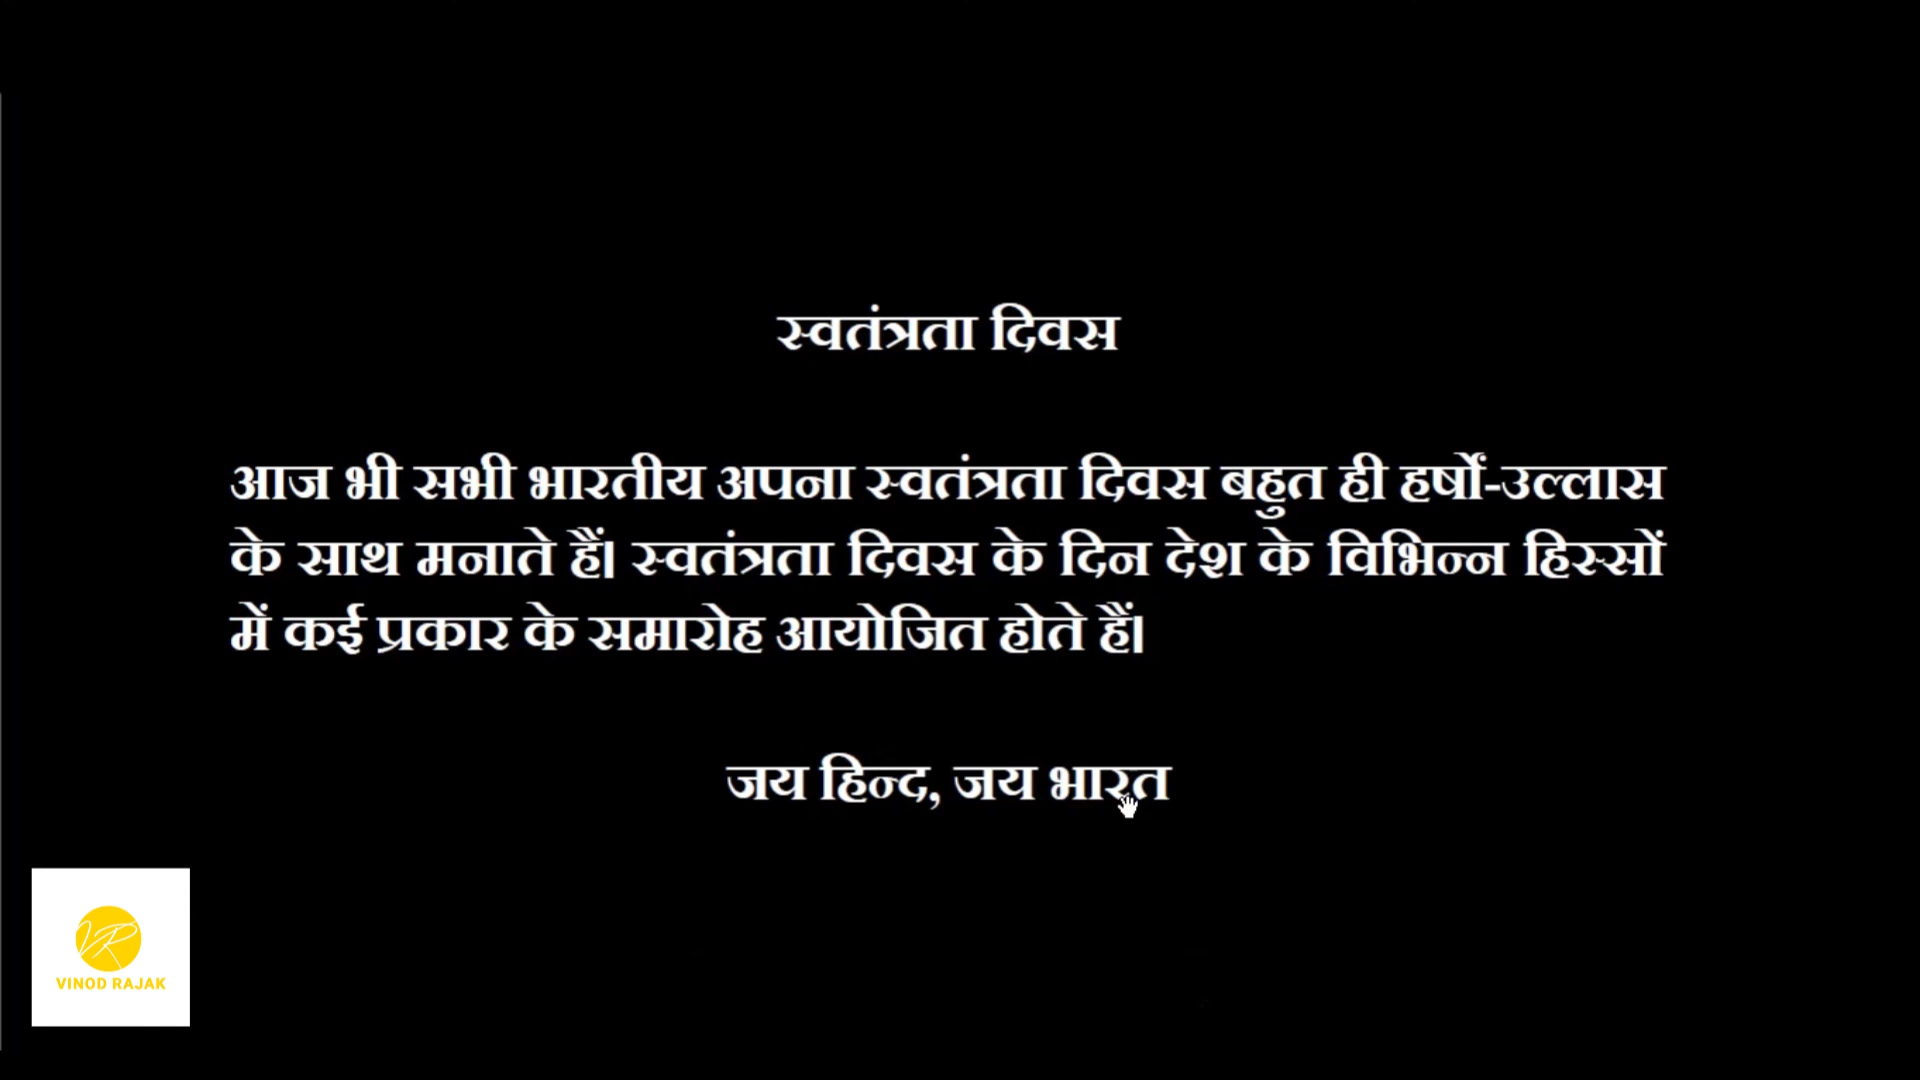 स्वतंत्रता दिवस
आज भी सभी भारतीय अपना स्वतंत्रता दिवस बहुत ही हर्षों-उल्लास
के साथ मनाते हैं। स्वतंत्रता दिवस के दिन देश के विभिन्न हिस्सों
में कई प्रकार के समारोह आयोजित होते हैं।
जय हिन्द, जय भारत
VR
VINOD RAJAK